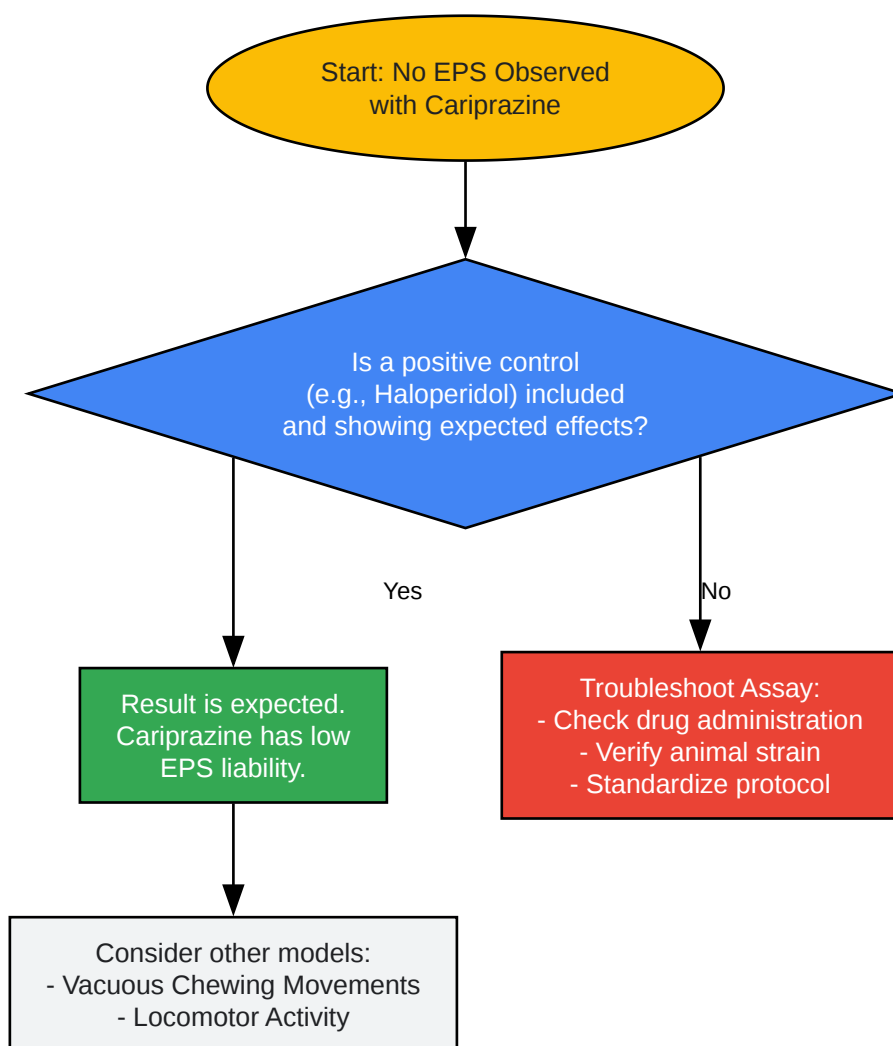 Start: No EPS Observed
with Cariprazine
Is a positive control
(e.g., Haloperidol) included
and showing expected effects?
Yes
No
Result is expected.
Cariprazine has low
EPS liability.
Troubleshoot Assay:
- Check drug administration
- Verify animal strain
- Standardize protocol
Consider other models:
- Vacuous Chewing Movements
- Locomotor Activity